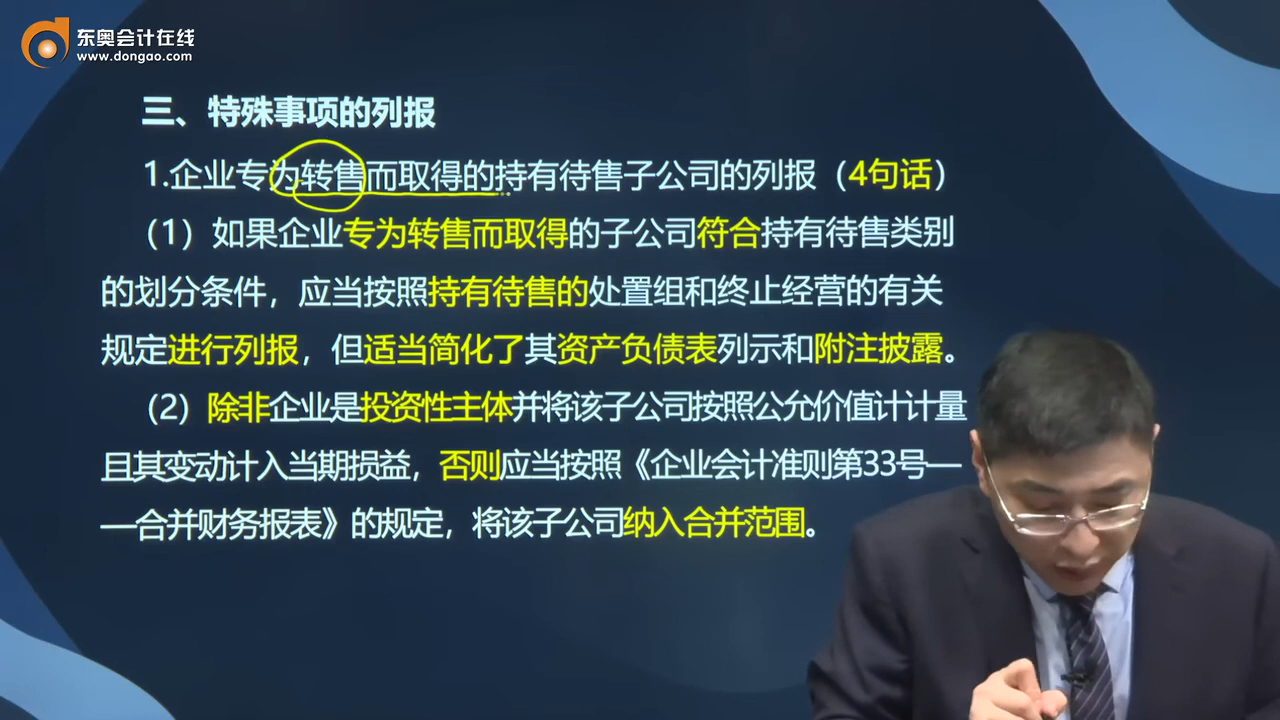 东奥会计在线
www.dongao.com
三、特殊事项的列报
1.企业专为转售而取得的持有待售子公司的列报（4句话）
（1）如果企业专为转售而取得的子公司符合持有待售类别
的划分条件，应当按照持有待售的处置组和终止经营的有关
规定进行列报，但适当简化了其资产负债表列示和附注披露。
（2）除非企业是投资性主体并将该子公司按照公允价值计计量
且其变动计入当期损益，否则应当按照《企业会计准则第33号—
—合并财务报表》的规定，将该子公司纳入合并范围。